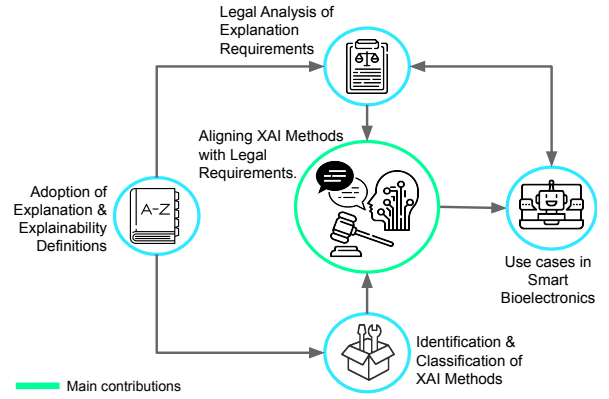 Legal Analysis of
Explanation
Requirements
Aligning XAI Methods
with Legal
Requirements.
Adoption of
Explanation &
Explainability
Definitions
A-Z
Use cases in
Smart
Bioelectronics
Identification &
Classification of
XAI Methods
Main contributions